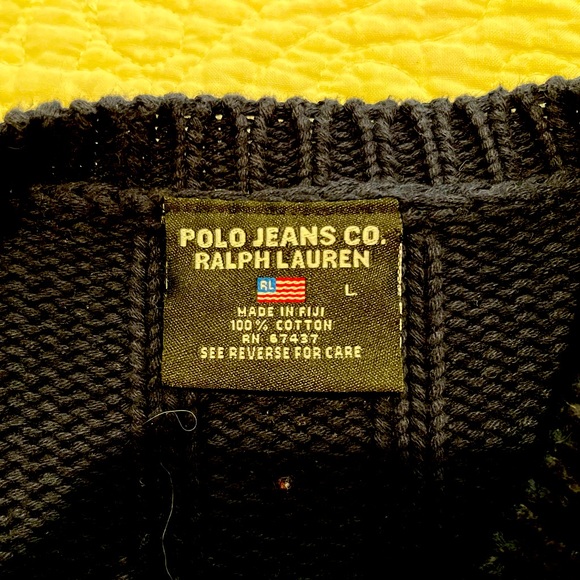 POLO JEANS CO.
RALPH LAUREN
RL L
MADE IN FIJI
100% COTTON
RN 67437
SEE REVERSE FOR CARE